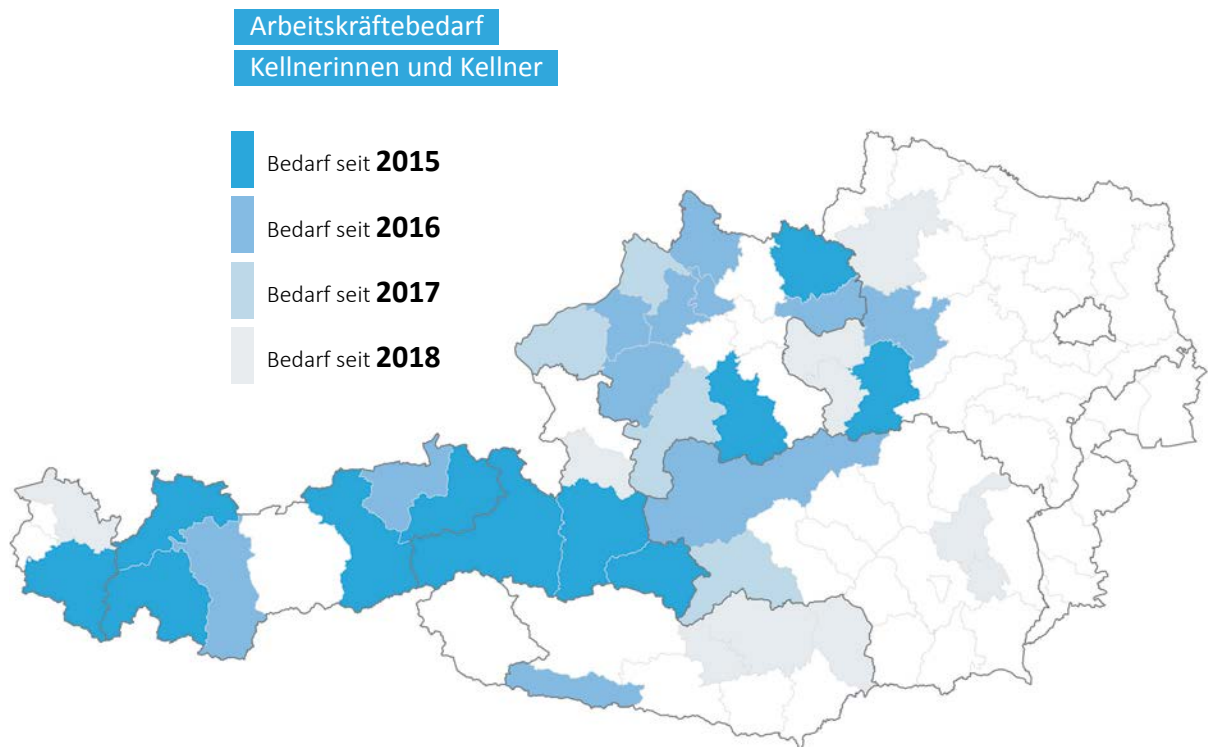 Arbeitskräftebedarf
Kellnerinnen und Kellner
Bedarf seit 2015
Bedarf seit 2016
Bedarf seit 2017
Bedarf seit 2018